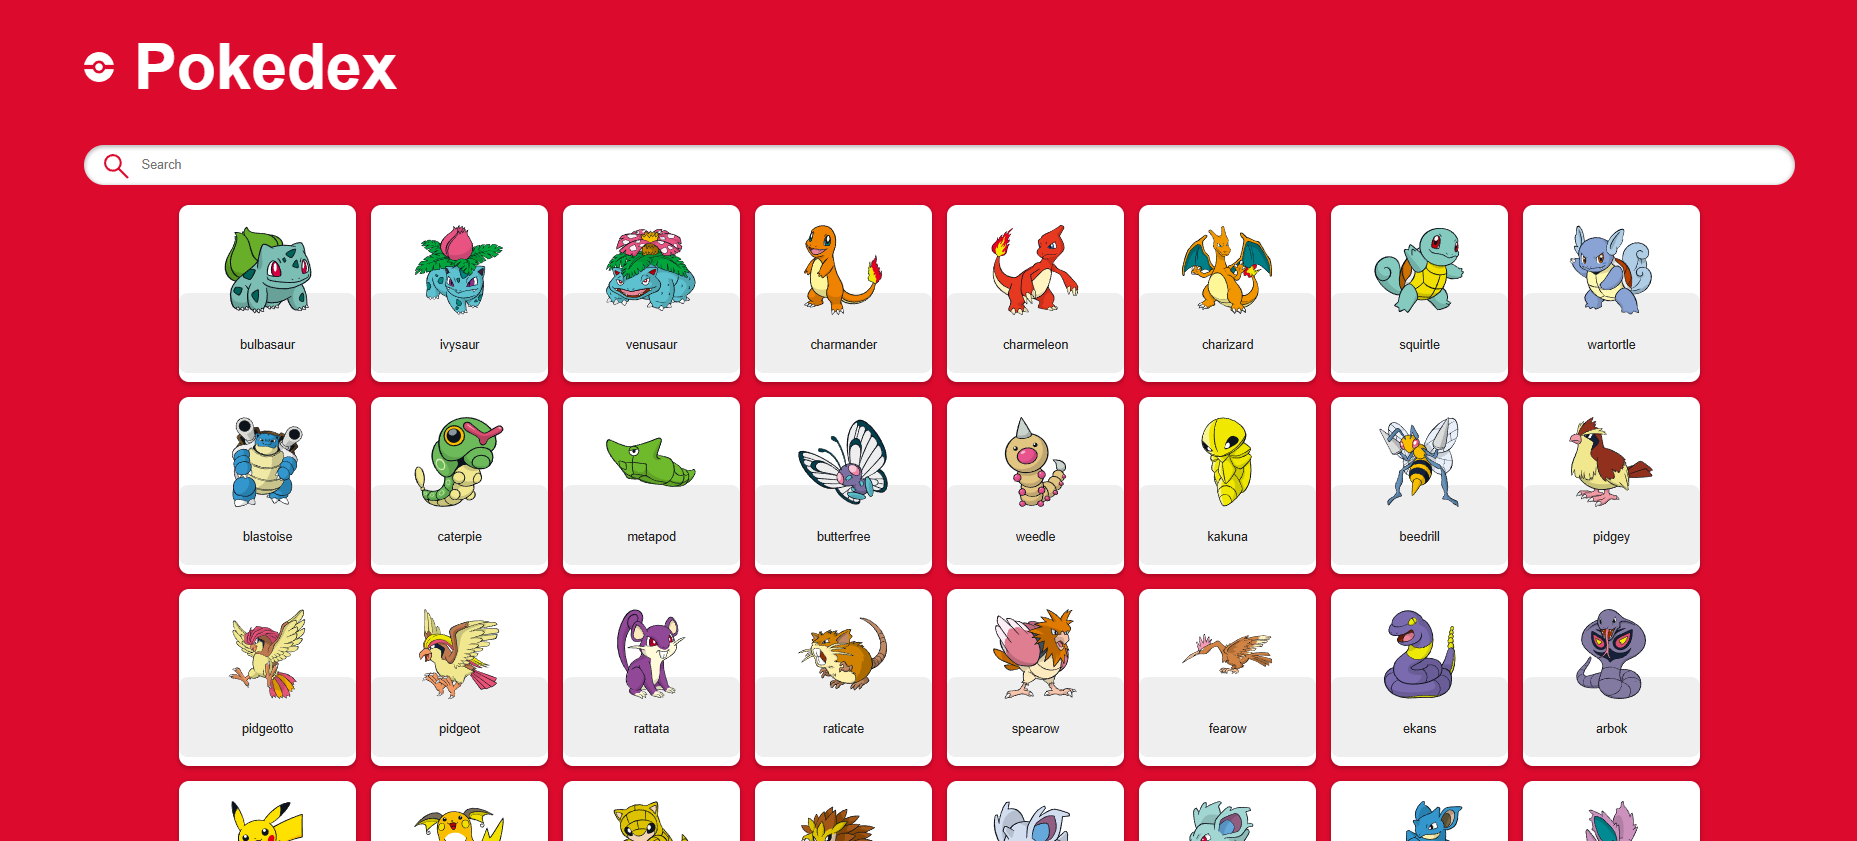 Pokedex
Search
bulbasaur
ivysaur
venusaur
charmander
charmeleon
charizard
squirtle
wartortle
blastoise
caterpie
metapod
butterfree
weedle
kakuna
beedrill
pidgey
pidgeotto
pidgeot
rattata
raticate
spearow
fearow
ekans
arbok